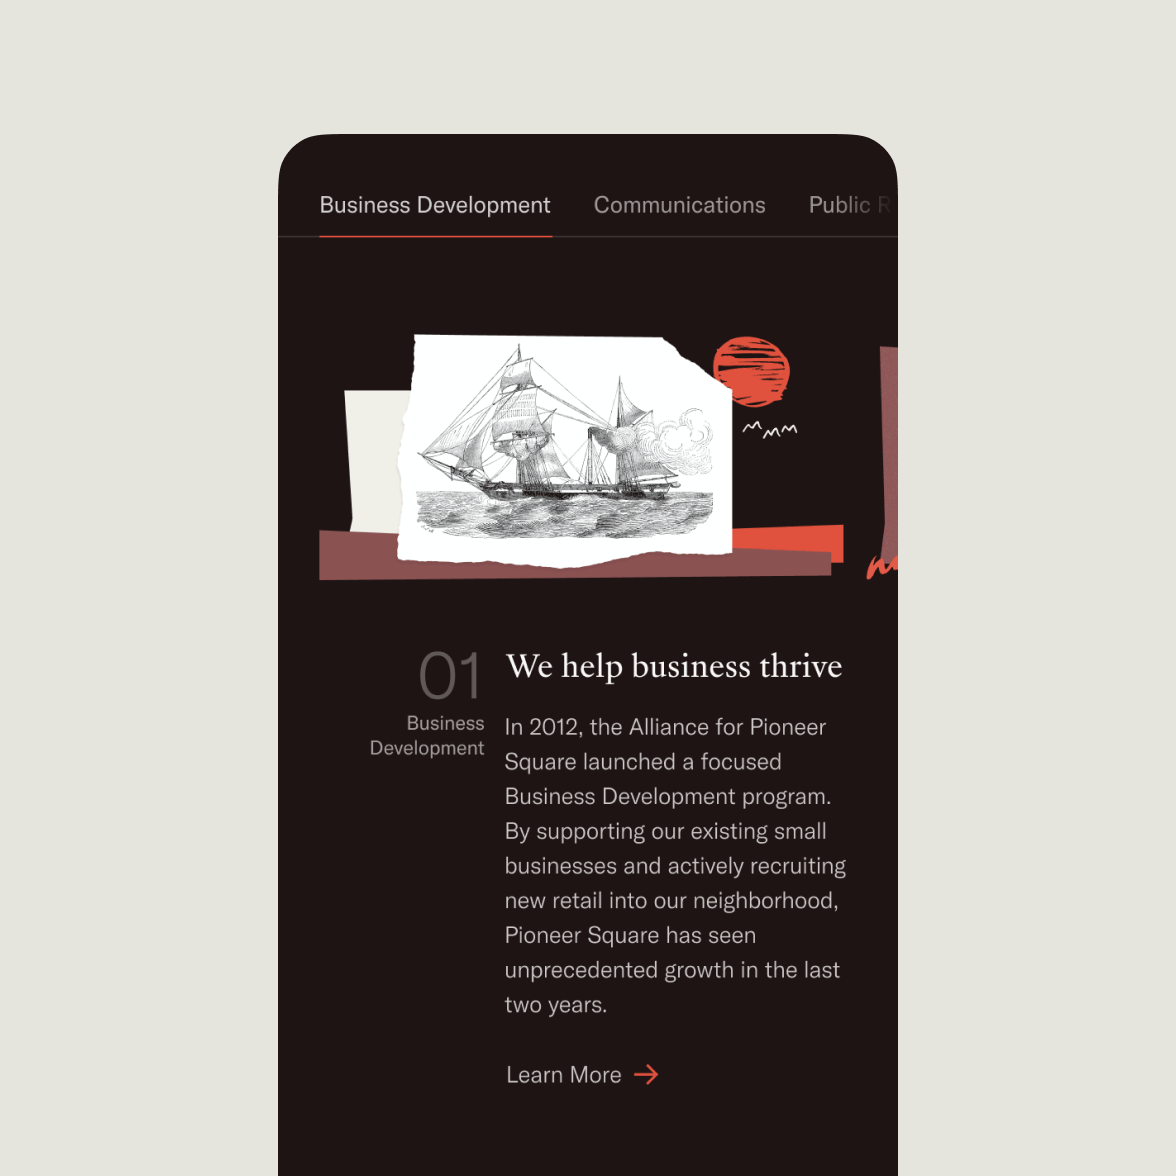 Business Development Communications Public R
01
Business
Development
We help business thrive
In 2012, the Alliance for Pioneer
Square launched a focused
Business Development program.
By supporting our existing small
businesses and actively recruiting
new retail into our neighborhood,
Pioneer Square has seen
unprecedented growth in the last
two years.
Learn More →